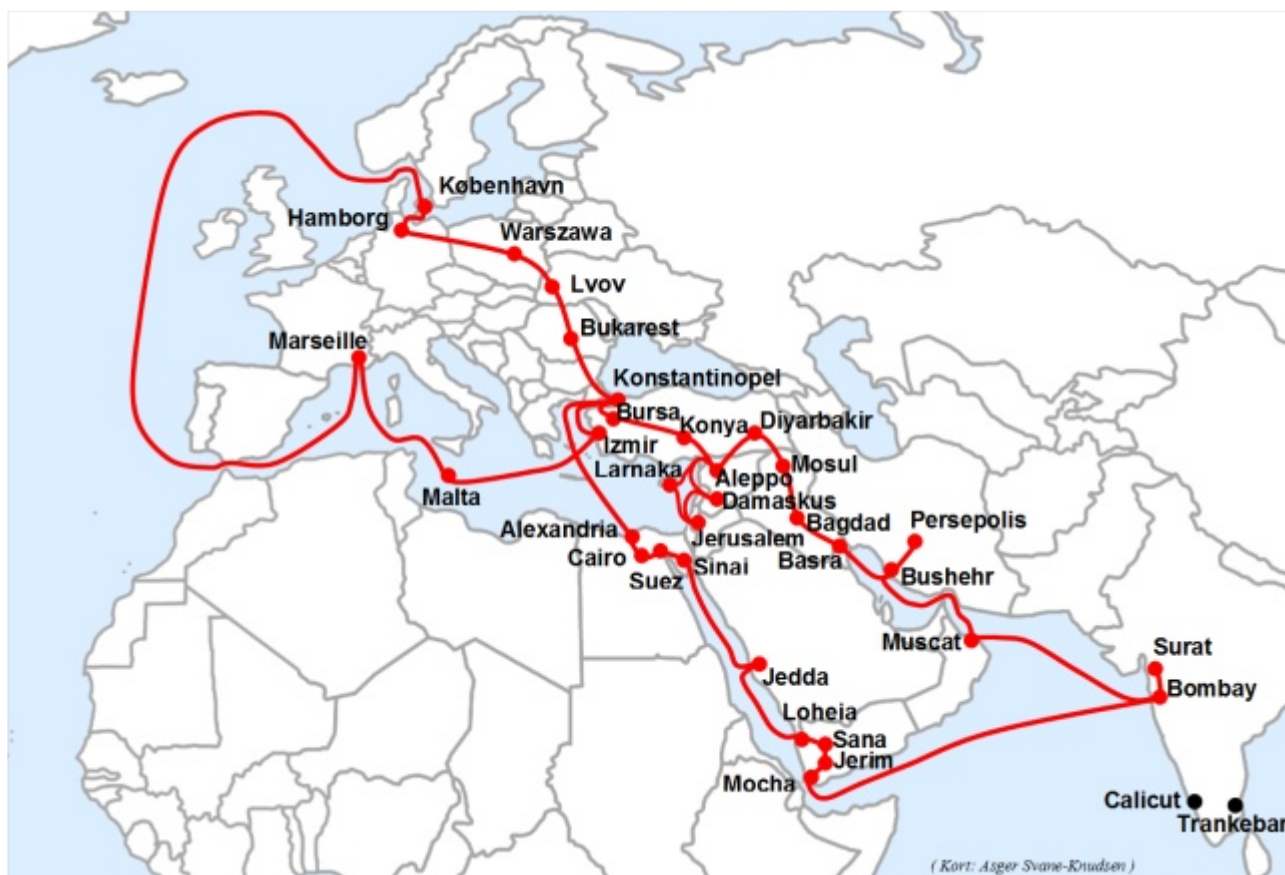 København
Hamborg
Warszawa
Lvov
Bukarest
Marseille
Konstantinopel
Bursa
Konya
Diyarbakir
Izmir
Larnaka
Aleppo
Mosul
Malta
Damaskus
Bagdad
Persepolis
Alexandria
Jerusalem
Cairo
Sinai
Basra
Bushehr
Suez
Muscat
Surat
Jedda
Bombay
Loheia
Sana
Jerim
Mocha
Calicut
Trankebar
( Kort: Asger Svane-Knudsen )